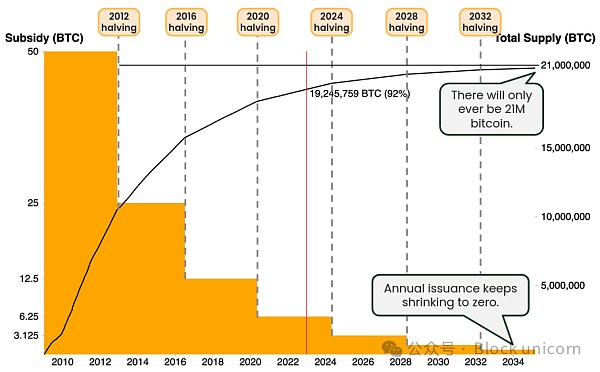 2012
halving
2016
halving
2020
halving
2024
halving
2028
halving
2032
halving
Subsidy (BTC)
Total Supply (BTC)
50
21,000,000
19,245,759 BTC (92%)
There will only
ever be 21M
bitcoin.
15,000,000
25
10,000,000
12.5
5,000,000
Annual issuance keeps
shrinking to zero.
6.25
3.125
公众号 · Block unicorn
2010 2012 2014 2016 2018 2020 2022 2024 2026 2028 2030 2032 2034